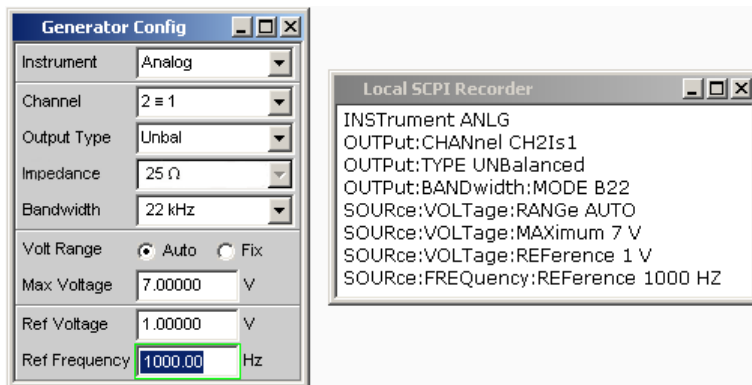 Generator Config
Instrument Analog
Channel 2 ≡ 1
Output Type Unbal
Impedance 25 Ω
Bandwidth 22 kHz
Volt Range Auto Fix
Max Voltage 7.00000 V
Ref Voltage 1.00000 V
Ref Frequency 1000.00 Hz
Local SCPI Recorder
INSTrument ANLG
OUTPut:CHANnel CH2Is1
OUTPut:TYPE UNBalanced
OUTPut:BANDwidth:MODE B22
SOURce:VOLTage:RANGe AUTO
SOURce:VOLTage:MAXimum 7 V
SOURce:VOLTage:REFerence 1 V
SOURce:FREQuency:REFerence 1000 HZ